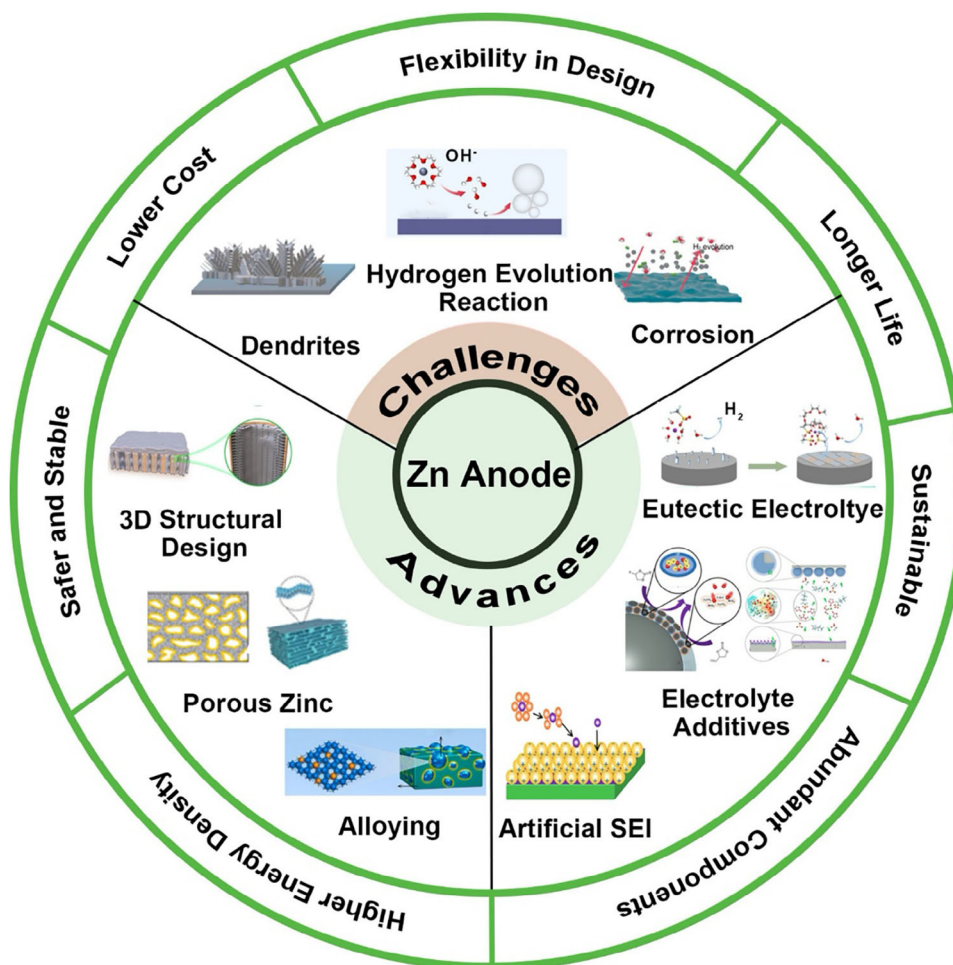 Flexibility in Design
Lower Cost
Longer Life
Safer and Stable
Sustainable
Higher Energy Density
Abundant Components
OH-
Hydrogen Evolution
Reaction
H2 evolution
Dendrites
Corrosion
Challenges
Zn Anode
Advances
3D Structural
Design
H2
Eutectic Electroltye
Porous Zinc
Electrolyte
Additives
Alloying
Artificial SEI